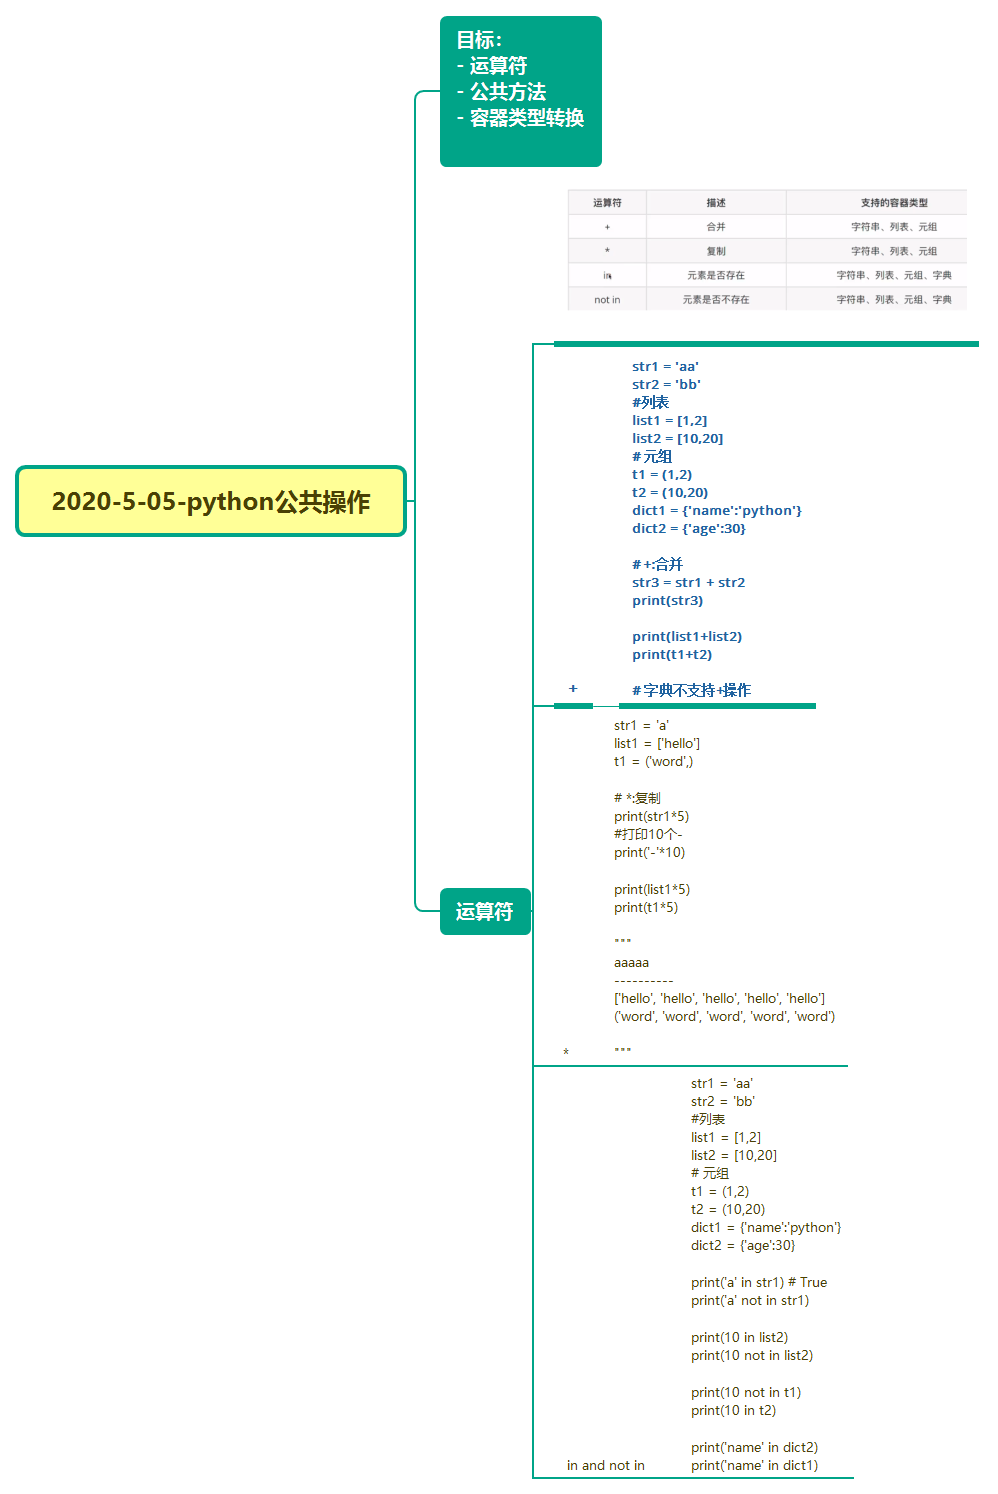 目标:
- 运算符
- 公共方法
- 容器类型转换
运算符 描述 支持的容器类型
+ 合并 字符串、列表、元组
* 复制 字符串、列表、元组
in 元素是否存在 字符串、列表、元组、字典
not in 元素是否不存在 字符串、列表、元组、字典
2020-5-05-python公共操作
运算符
+
str1 = 'aa'
str2 = 'bb'
#列表
list1 = [1,2]
list2 = [10,20]
# 元组
t1 = (1,2)
t2 = (10,20)
dict1 = {'name':'python'}
dict2 = {'age':30}
# +:合并
str3 = str1 + str2
print(str3)
print(list1+list2)
print(t1+t2)
# 字典不支持+操作
*
str1 = 'a'
list1 = ['hello']
t1 = ('word',)
# *:复制
print(str1*5)
#打印10个-
print('-'*10)
print(list1*5)
print(t1*5)
"""
aaaaa
----------
['hello', 'hello', 'hello', 'hello', 'hello']
('word', 'word', 'word', 'word', 'word')
"""
in and not in
str1 = 'aa'
str2 = 'bb'
#列表
list1 = [1,2]
list2 = [10,20]
# 元组
t1 = (1,2)
t2 = (10,20)
dict1 = {'name':'python'}
dict2 = {'age':30}
print('a' in str1) # True
print('a' not in str1)
print(10 in list2)
print(10 not in list2)
print(10 not in t1)
print(10 in t2)
print('name' in dict2)
print('name' in dict1)